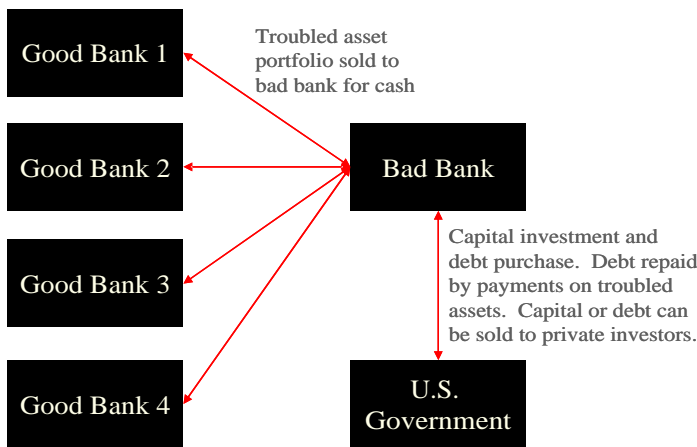 Good Bank 1
Troubled asset
portfolio sold to
bad bank for cash
Good Bank 2
Bad Bank
Good Bank 3
Capital investment and
debt purchase.  Debt repaid
by payments on troubled
assets.  Capital or debt can
be sold to private investors.
Good Bank 4
U.S.
Government